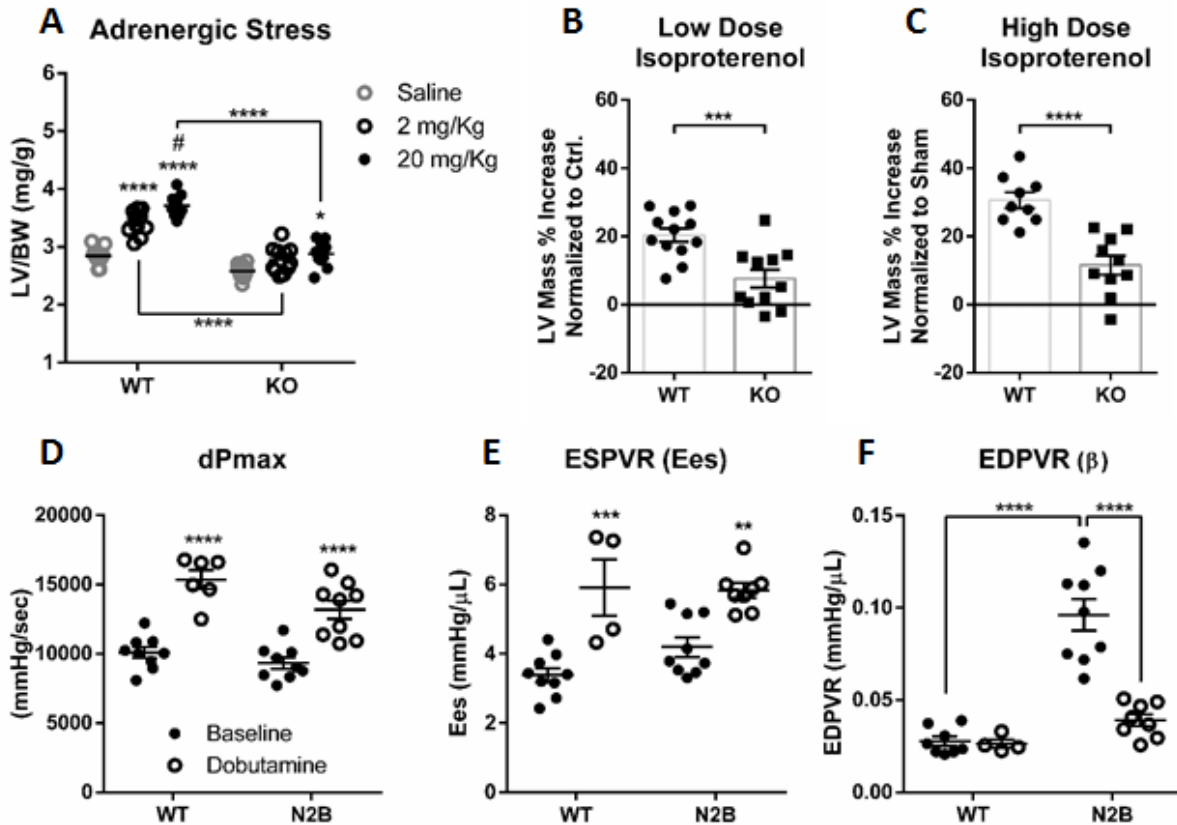 A
Adrenergic Stress
LV/BW (mg/g)
6
5
4
3
2
1
****
#
****
****
*
****
WT
KO
Saline
2 mg/Kg
20 mg/Kg
B
Low Dose
Isoproterenol
LV Mass % Increase
Normalized to Ctrl.
60
40
20
0
-20
***
WT
KO
C
High Dose
Isoproterenol
LV Mass % Increase
Normalized to Sham
60
40
20
0
-20
****
WT
KO
D
dPmax
(mmHg/sec)
20000
15000
10000
5000
0
****
****
Baseline
Dobutamine
WT
N2B
E
ESPVR (Ees)
Ees (mmHg/μL)
8
6
4
2
0
***
**
WT
N2B
F
EDPVR (β)
EDPVR (mmHg/μL)
0.15
0.10
0.05
0.00
****
****
WT
N2B